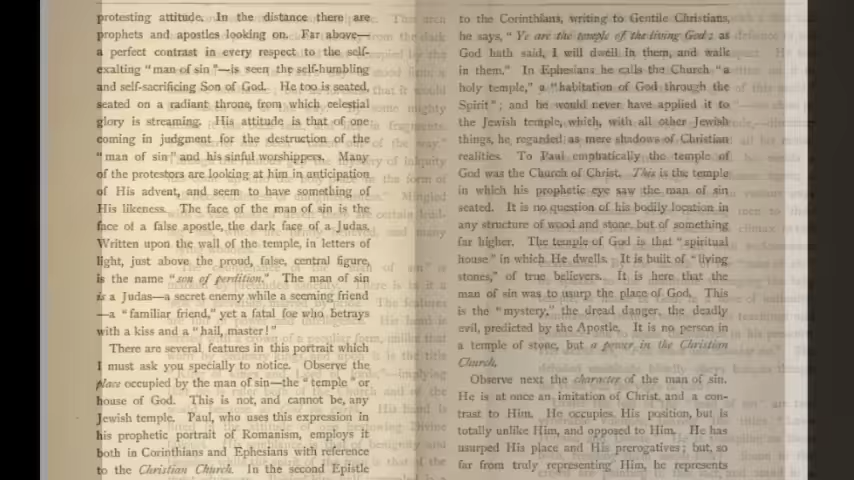 protesting attitude. In the distance there are
prophets and apostles looking on. Far above—
a perfect contrast in every respect to the self-
exalting "man of sin"—is seen the self-humbling
and self-sacrificing Son of God. He too is seated,
seated on a radiant throne, from which celestial
glory is streaming. His attitude is that of one
coming in judgment for the destruction of the
"man of sin" and his sinful worshippers. Many
of the protestors are looking at him in anticipation
of His advent, and seem to have something of
His likeness. The face of the man of sin is the
face of a false apostle, the dark face of a Judas.
Written upon the wall of the temple, in letters of
light, just above the proud, false, central figure,
is the name "son of perdition." The man of sin
is a Judas—a secret enemy while a seeming friend
—a "familiar friend," yet a fatal foe who betrays
with a kiss and a "hail, master!"
There are several features in this portrait which
I must ask you specially to notice. Observe the
place occupied by the man of sin—the "temple" or
house of God. This is not, and cannot be, any
Jewish temple. Paul, who uses this expression in
his prophetic portrait of Romanism, employs it
both in Corinthians and Ephesians with reference
to the Christian Church. In the second Epistle
to the Corinthians, writing to Gentile Christians,
he says, "Ye are the temple of the living God; as
God hath said, I will dwell in them, and walk
in them." In Ephesians he calls the Church "a
holy temple," a "habitation of God through the
Spirit"; and he would never have applied it to
the Jewish temple, which, with all other Jewish
things, he regarded as mere shadows of Christian
realities. To Paul emphatically the temple of
God was the Church of Christ. This is the temple
in which his prophetic eye saw the man of sin
seated. It is no question of his bodily location in
any structure of wood and stone, but of something
far higher. The temple of God is that "spiritual
house" in which He dwells. It is built of "living
stones," of true believers. It is here that the
man of sin was to usurp the place of God. This
is the "mystery," the dread danger, the deadly
evil, predicted by the Apostle. It is no person in
a temple of stone, but a power in the Christian
Church.
Observe next the character of the man of sin.
He is at once an imitation of Christ, and a con-
trast to Him. He occupies His position, but is
totally unlike Him, and opposed to Him. He has
usurped His place and His prerogatives; but, so
far from truly representing Him, he represents